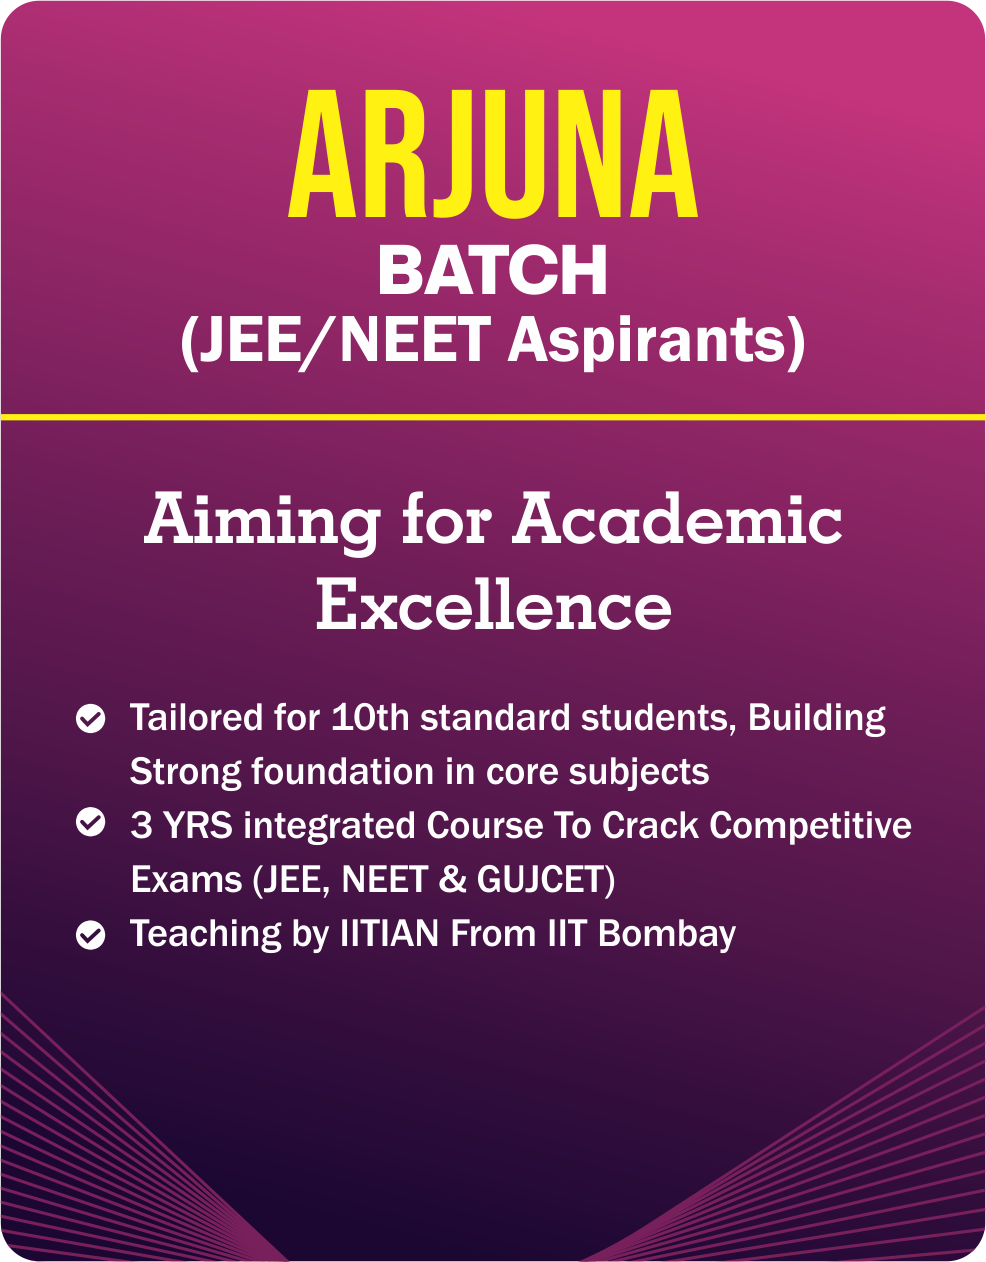 ARJUNA
BATCH
(JEE/NEET Aspirants)
Aiming for Academic
Excellence
Tailored for 10th standard students, Building
Strong foundation in core subjects
3 YRS integrated Course To Crack Competitive
Exams (JEE, NEET & GUJCET)
Teaching by IITIAN From IIT Bombay